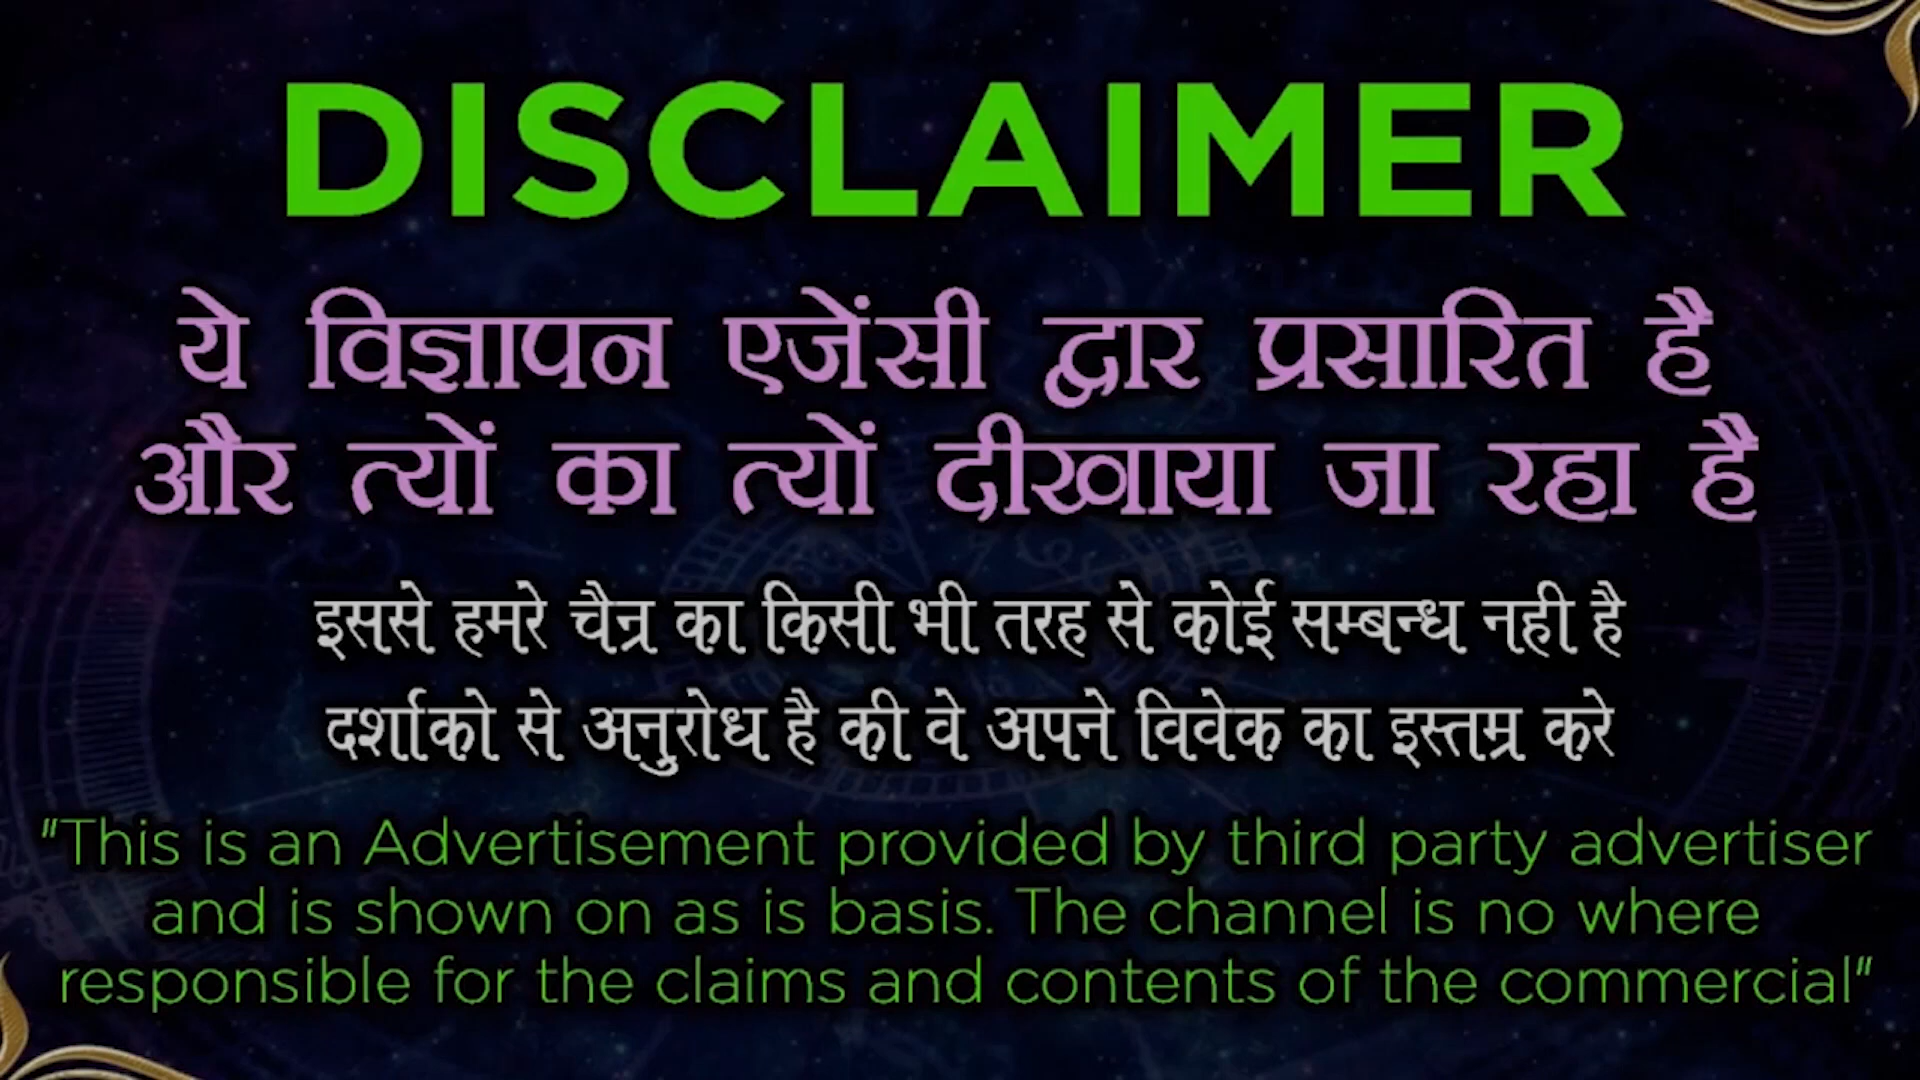 DISCLAIMER
ये विज्ञापन एजेंसी द्वार प्रसारित है
और त्यों का त्यों दीखाया जा रहा है
इससे हमरे चैन्र का किसी भी तरह से कोई सम्बन्ध नही है
दर्शाको से अनुरोध है की वे अपने विवेक का इस्तम्र करे
"This is an Advertisement provided by third party advertiser
and is shown on as is basis. The channel is no where
responsible for the claims and contents of the commercial"